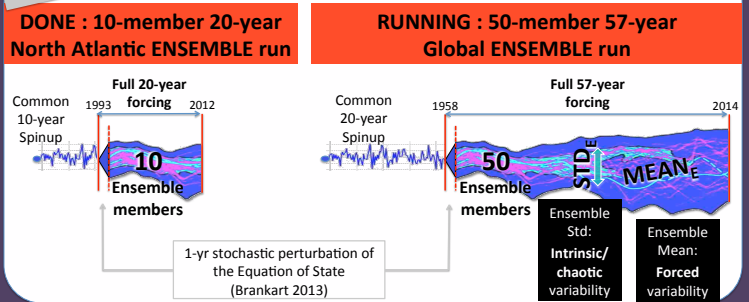 DONE : 10-member 20-year
North Atlantic ENSEMBLE run
Full 20-year
forcing
Common
10-year
Spinup
1993
2012
10
Ensemble
members
RUNNING : 50-member 57-year
Global ENSEMBLE run
Full 57-year
forcing
Common
20-year
Spinup
1958
2014
50
Ensemble
members
STDE
MEANE
1-yr stochastic perturbation of
the Equation of State
(Brankart 2013)
Ensemble
Std:
Intrinsic/
chaotic
variability
Ensemble
Mean:
Forced
variability